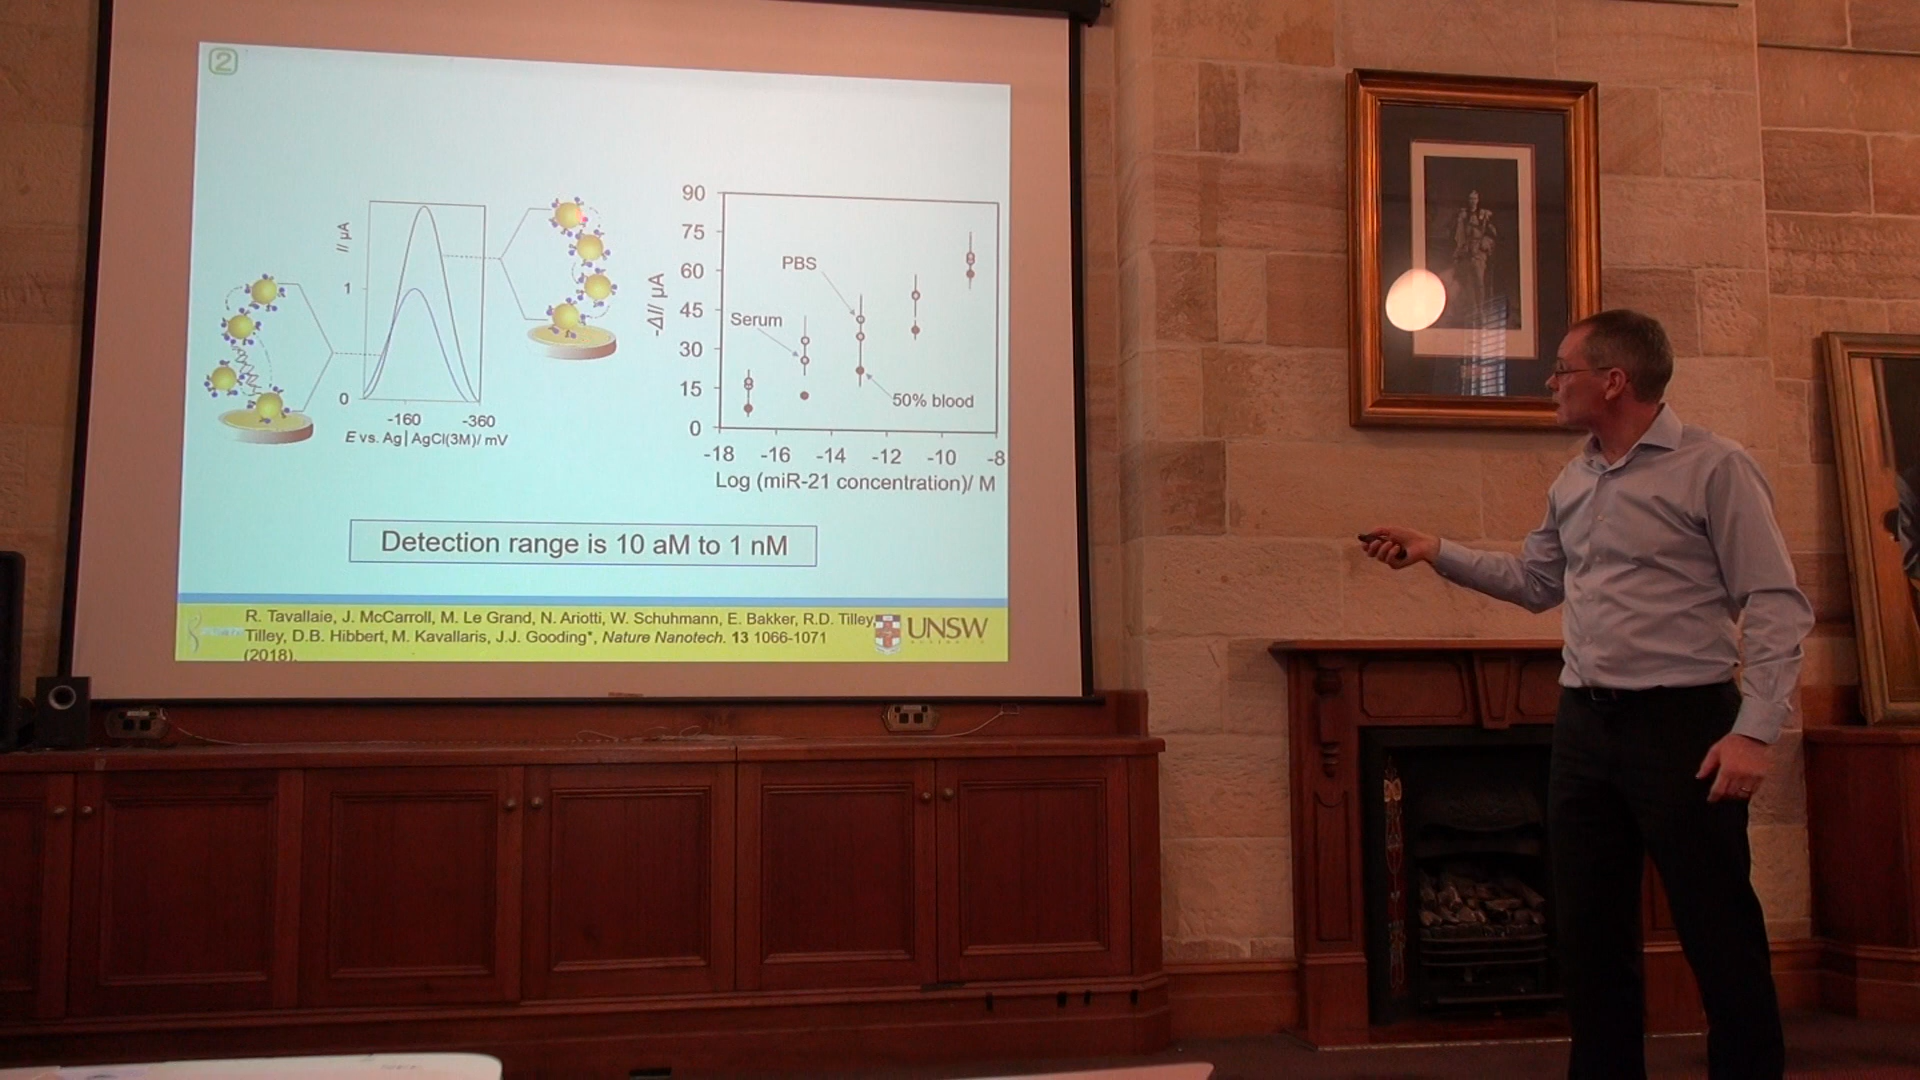 2
I/ µA
1
0
-160 -360
E vs. Ag|AgCl(3M)/ mV
-ΔI/ µA
90
75
60
45
30
15
0
PBS
Serum
50% blood
-18 -16 -14 -12 -10 -8
Log (miR-21 concentration)/ M
Detection range is 10 aM to 1 nM
R. Tavallaie, J. McCarroll, M. Le Grand, N. Ariotti, W. Schuhmann, E. Bakker, R.D. Tilley
Tilley, D.B. Hibbert, M. Kavallaris, J.J. Gooding*, Nature Nanotech. 13 1066-1071
(2018).
UNSW